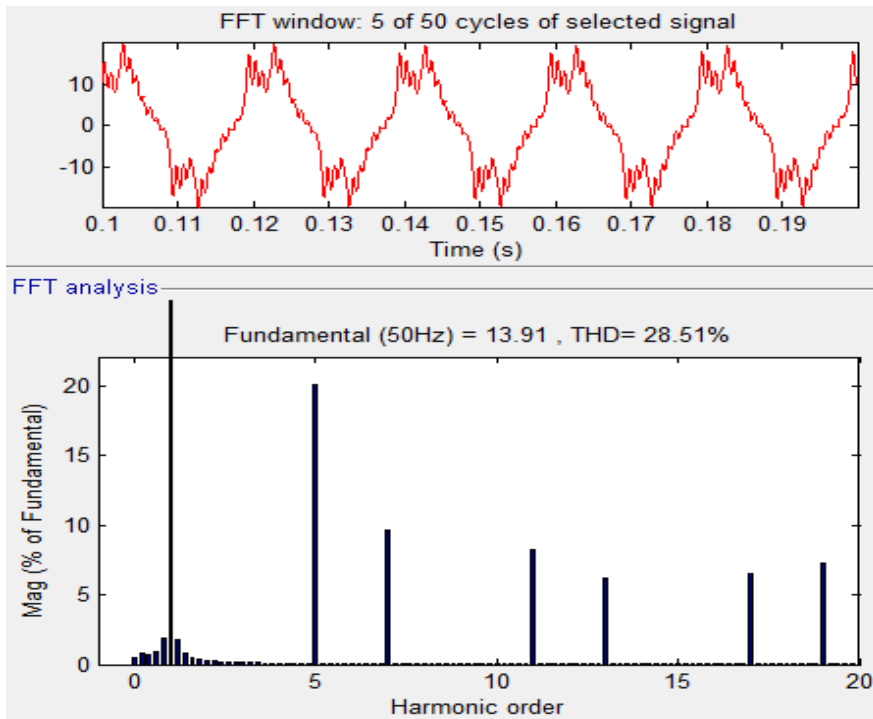 FFT window: 5 of 50 cycles of selected signal
10
0
-10
0.1 0.11 0.12 0.13 0.14 0.15 0.16 0.17 0.18 0.19
Time (s)
FFT analysis
Fundamental (50Hz) = 13.91 , THD= 28.51%
Mag (% of Fundamental)
20
15
10
5
0
0 5 10 15 20
Harmonic order